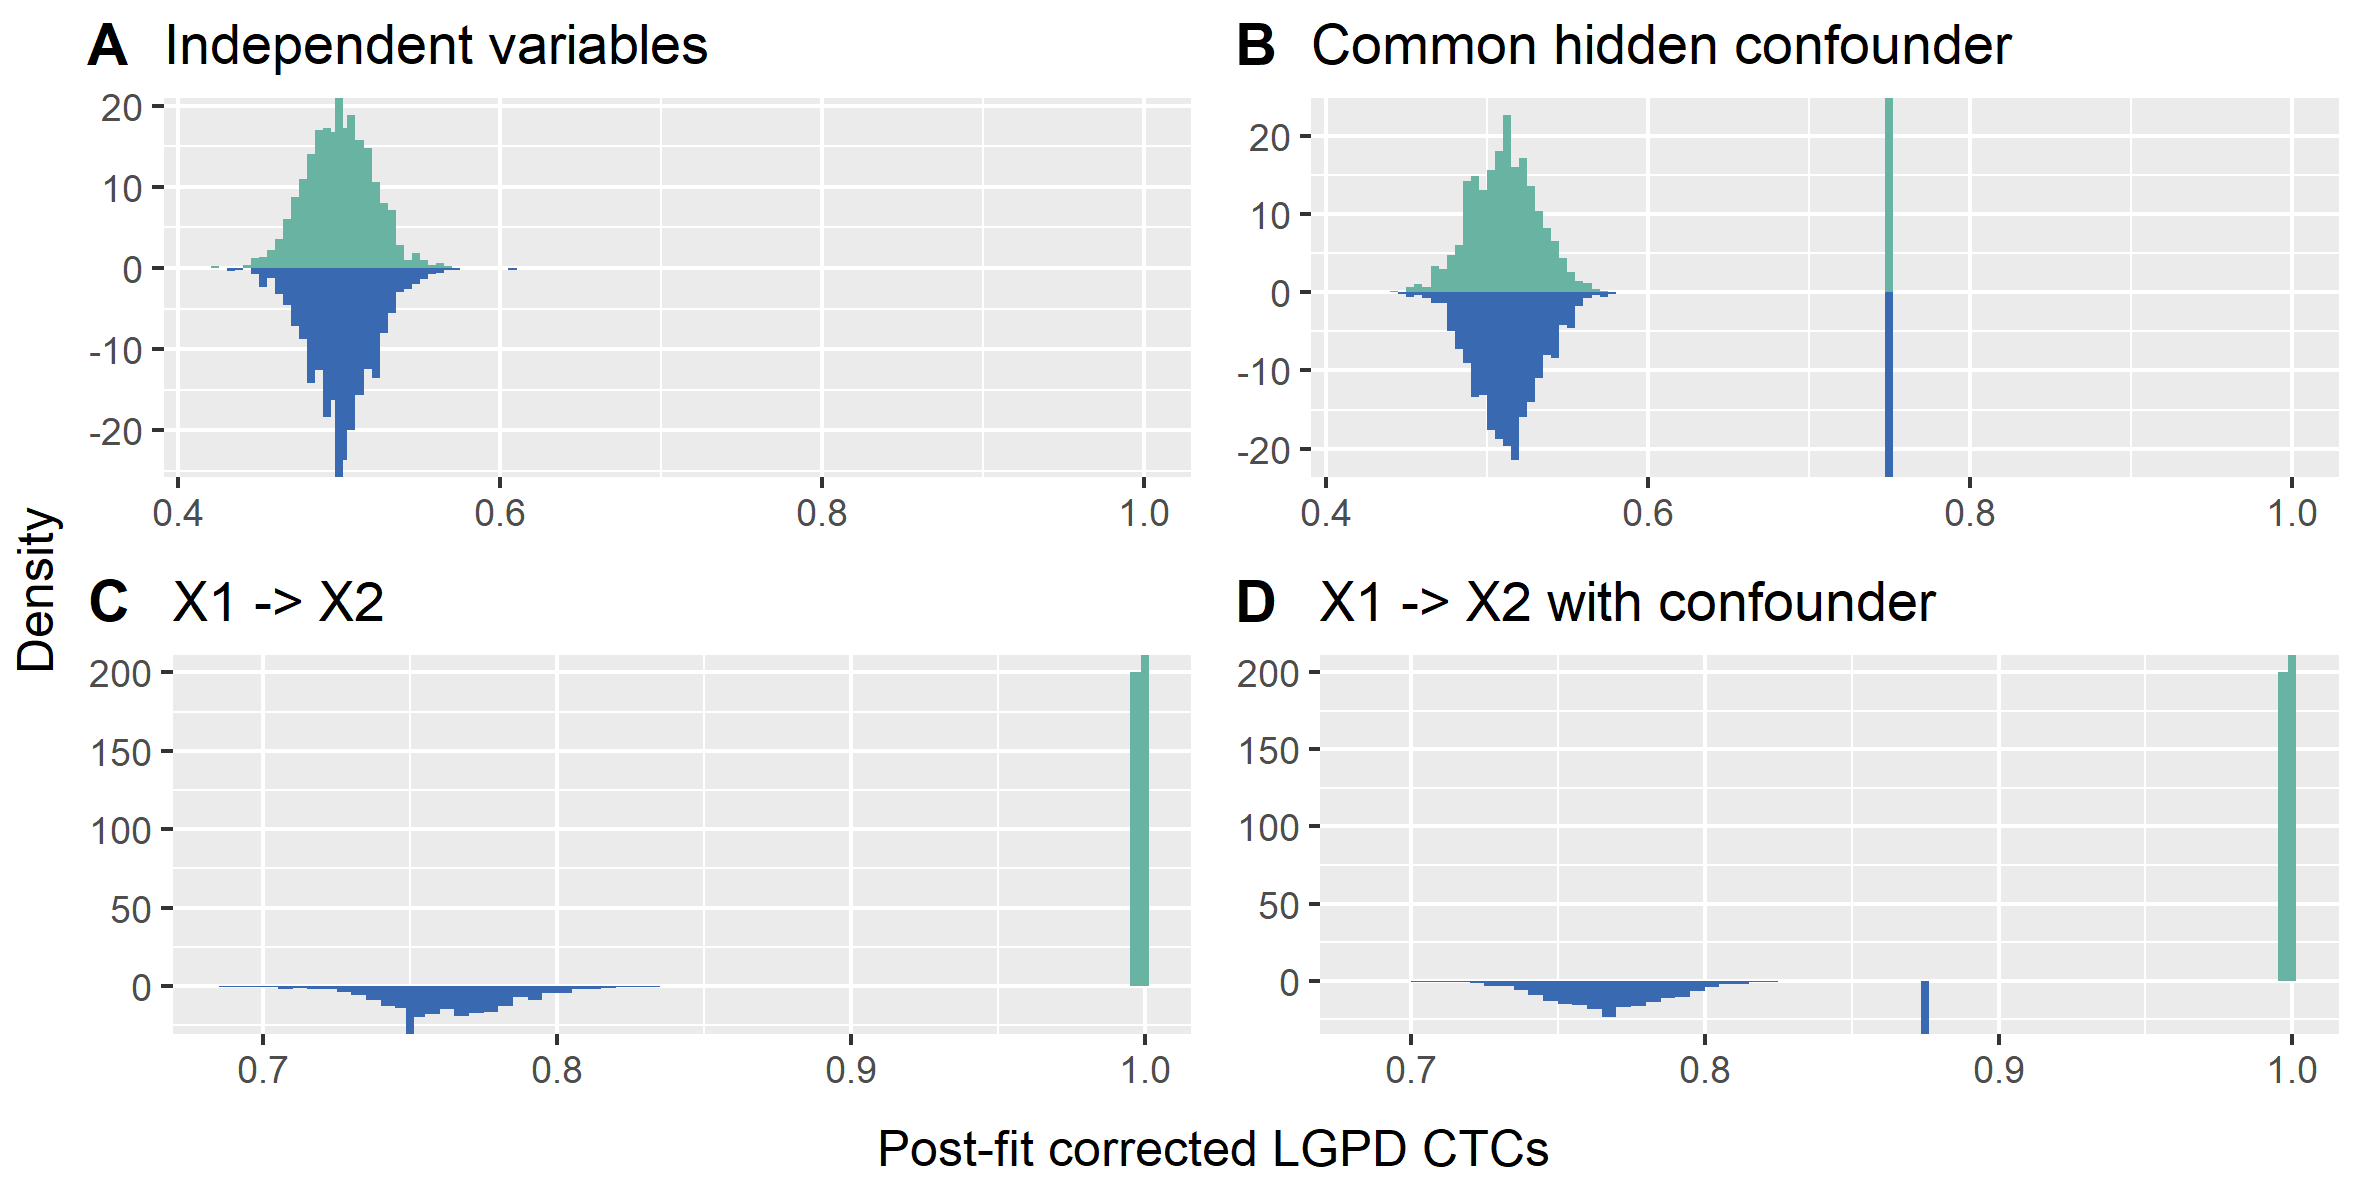 A Independent variables
20
10
0
-10
-20
0.4 0.6 0.8 1.0
B Common hidden confounder
20
10
0
-10
-20
0.4 0.6 0.8 1.0
Density
C X1 -> X2
200
150
100
50
0
0.7 0.8 0.9 1.0
D X1 -> X2 with confounder
200
150
100
50
0
0.7 0.8 0.9 1.0
Post-fit corrected LGPD CTCs